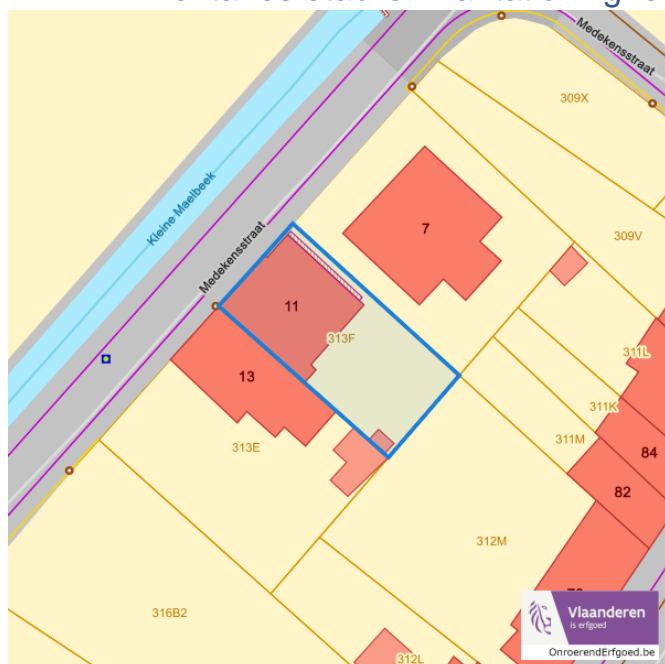 Medekensstraat
309X
Kleine Maelbeek
7
Medekensstraat
309V
11
313F
311L
13
311K
84
311M
313E
82
312M
316B2
312L
Vlaanderen
is erfgoed
OnroerendErfgoed.be